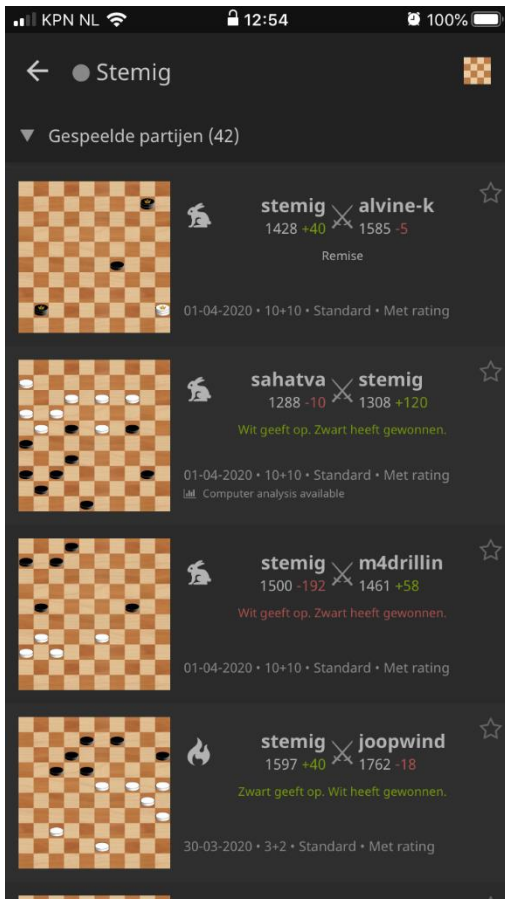 KPN NL 12:54 100%
Stemig
Gespeelde partijen (42)
stemig alvine-k
1428 +40 1585 -5
Remise
01-04-2020 • 10+10 • Standard • Met rating
sahatva stemig
1288 -10 1308 +120
Wit geeft op. Zwart heeft gewonnen.
01-04-2020 • 10+10 • Standard • Met rating
Computer analysis available
stemig m4drillin
1500 -192 1461 +58
Wit geeft op. Zwart heeft gewonnen.
01-04-2020 • 10+10 • Standard • Met rating
stemig joopwind
1597 +40 1762 -18
Zwart geeft op. Wit heeft gewonnen.
30-03-2020 • 3+2 • Standard • Met rating